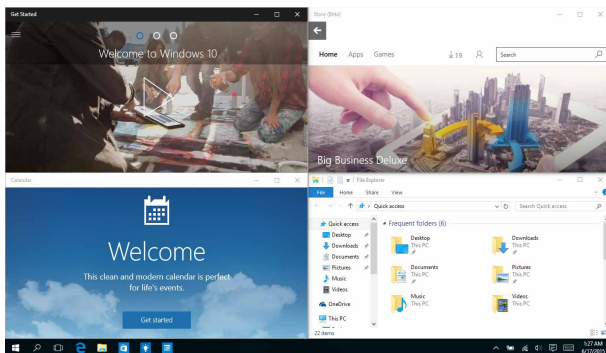 Get Started
Welcome to Windows 10
Store (Beta)
Home Apps Games
19
Search
Big Business Deluxe
Calendar
Welcome
This clean and modern calendar is perfect
for life's events.
Get started
File Explorer
File Home Share View
Quick access
Search Quick access
Quick access
Desktop
Downloads
Documents
Pictures
Music
Videos
OneDrive
This PC
Frequent folders (6)
Desktop
This PC
Downloads
This PC
Documents
This PC
Pictures
This PC
Music
This PC
Videos
This PC
22 items
5:27 AM
6/17/2015